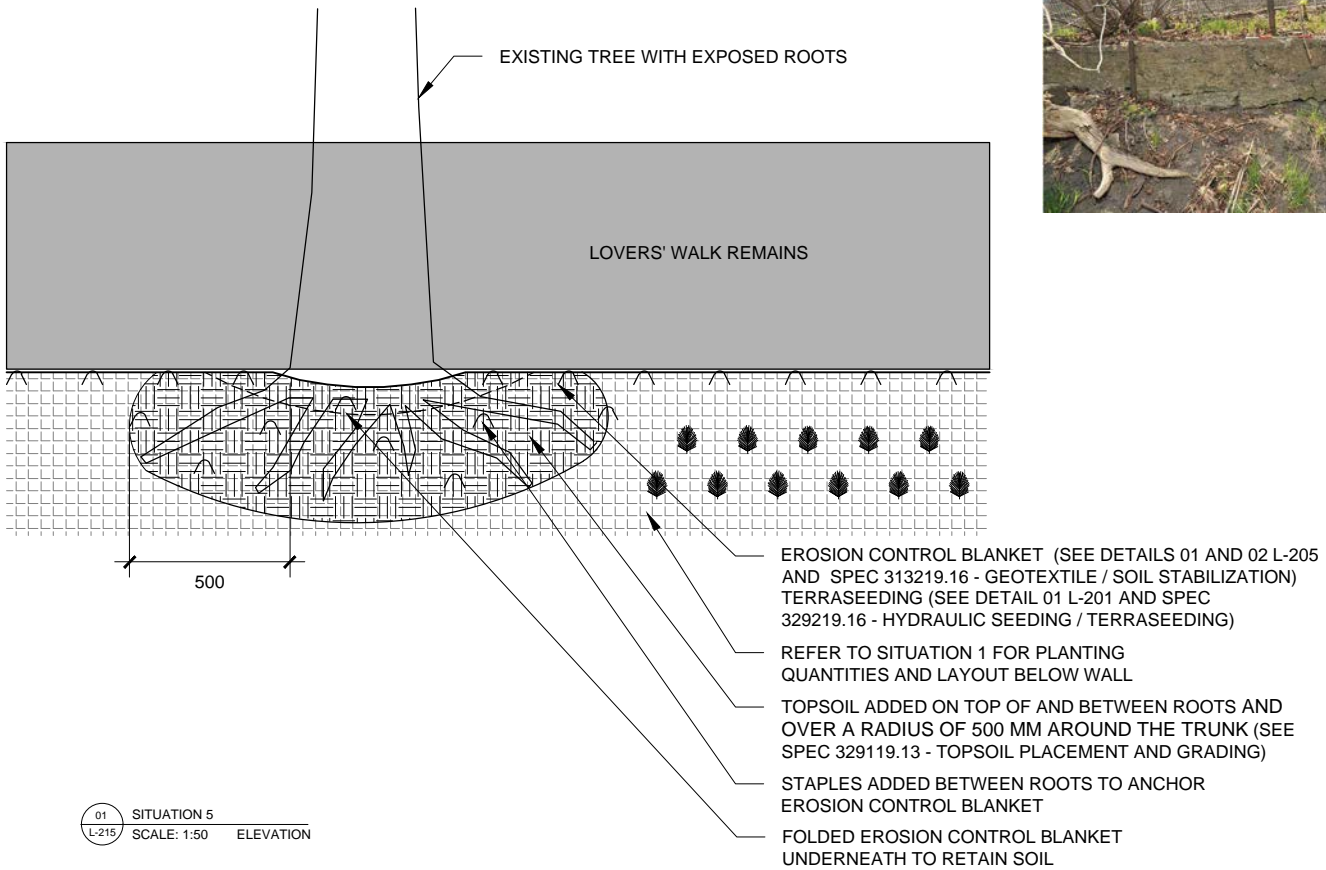 EXISTING TREE WITH EXPOSED ROOTS
LOVERS' WALK REMAINS
500
EROSION CONTROL BLANKET (SEE DETAILS 01 AND 02 L-205
AND SPEC 313219.16 - GEOTEXTILE / SOIL STABILIZATION)
TERRASEEDING (SEE DETAIL 01 L-201 AND SPEC
329219.16 - HYDRAULIC SEEDING / TERRASEEDING)
REFER TO SITUATION 1 FOR PLANTING
QUANTITIES AND LAYOUT BELOW WALL
TOPSOIL ADDED ON TOP OF AND BETWEEN ROOTS AND
OVER A RADIUS OF 500 MM AROUND THE TRUNK (SEE
SPEC 329119.13 - TOPSOIL PLACEMENT AND GRADING)
STAPLES ADDED BETWEEN ROOTS TO ANCHOR
EROSION CONTROL BLANKET
FOLDED EROSION CONTROL BLANKET
UNDERNEATH TO RETAIN SOIL
01 SITUATION 5
L-215 SCALE: 1:50 ELEVATION